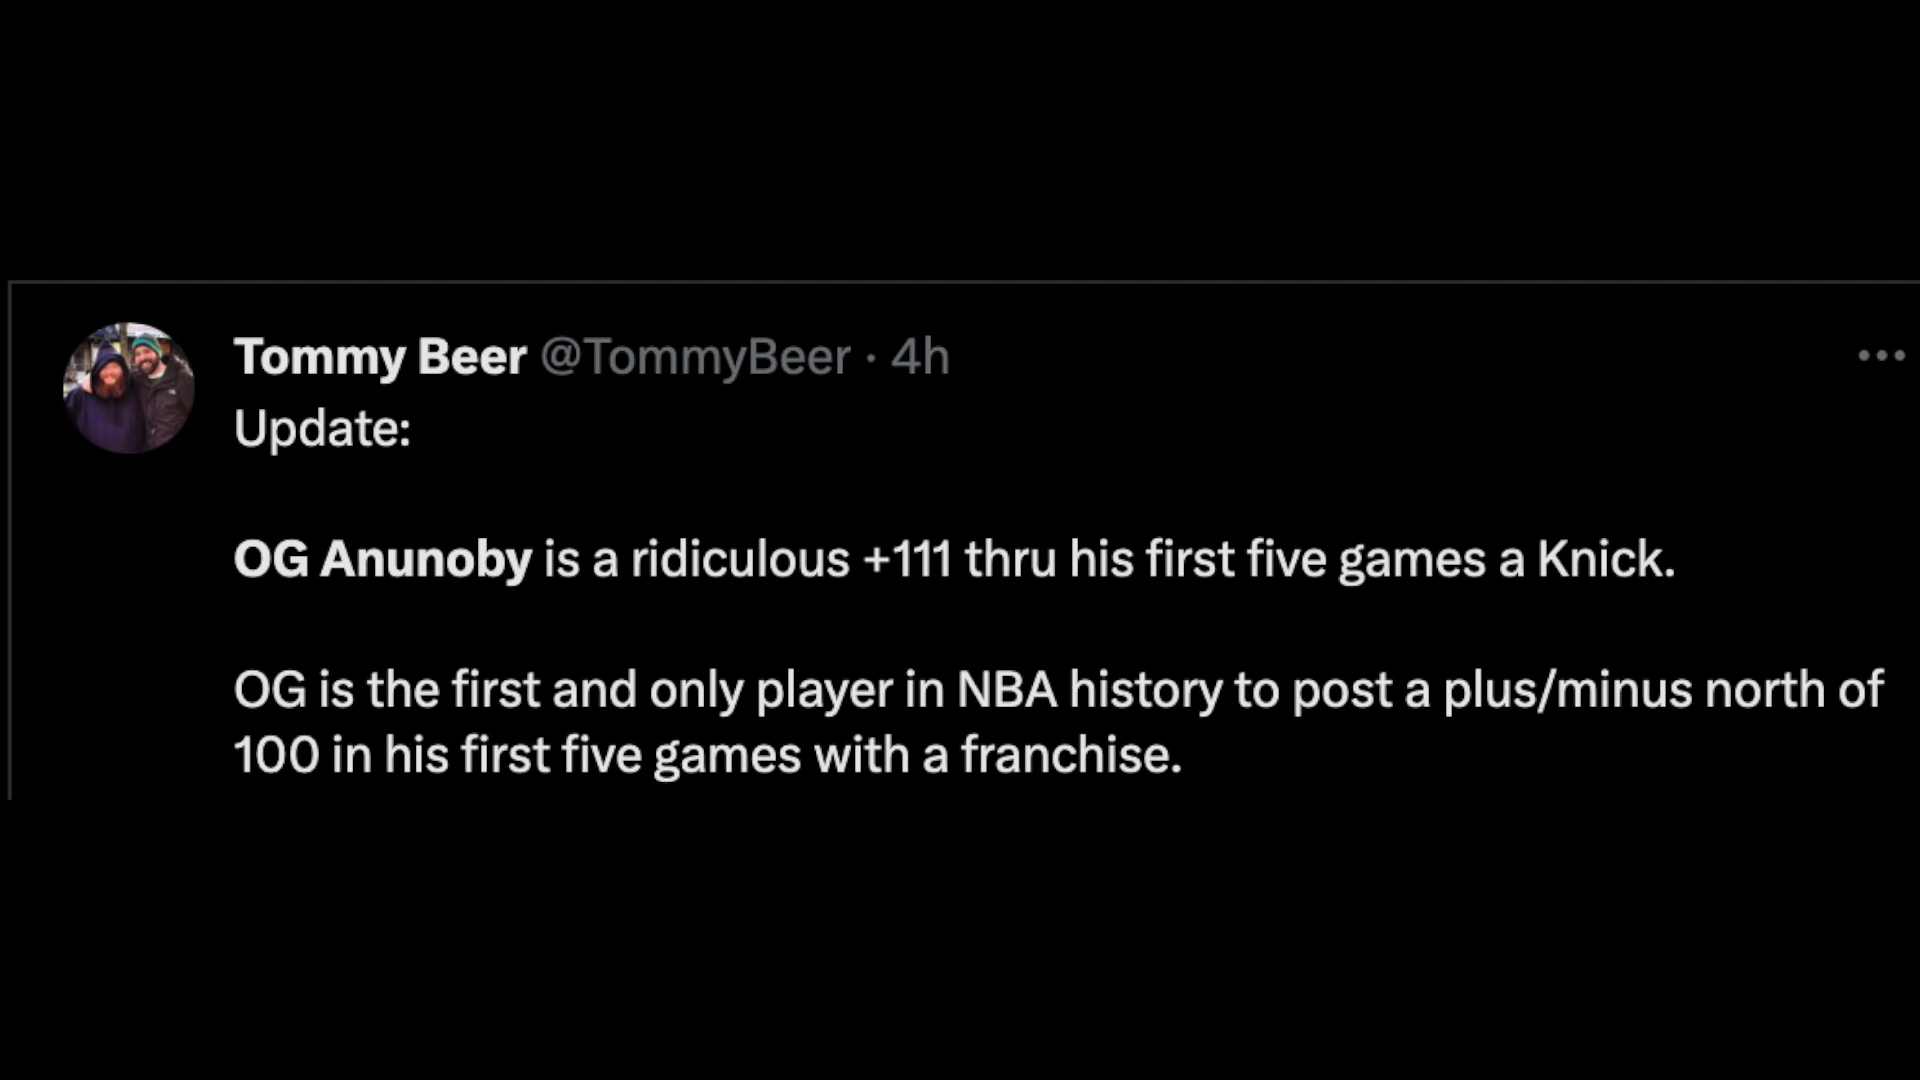 Tommy Beer @TommyBeer · 4h
Update:
OG Anunoby is a ridiculous +111 thru his first five games a Knick.
OG is the first and only player in NBA history to post a plus/minus north of
100 in his first five games with a franchise.